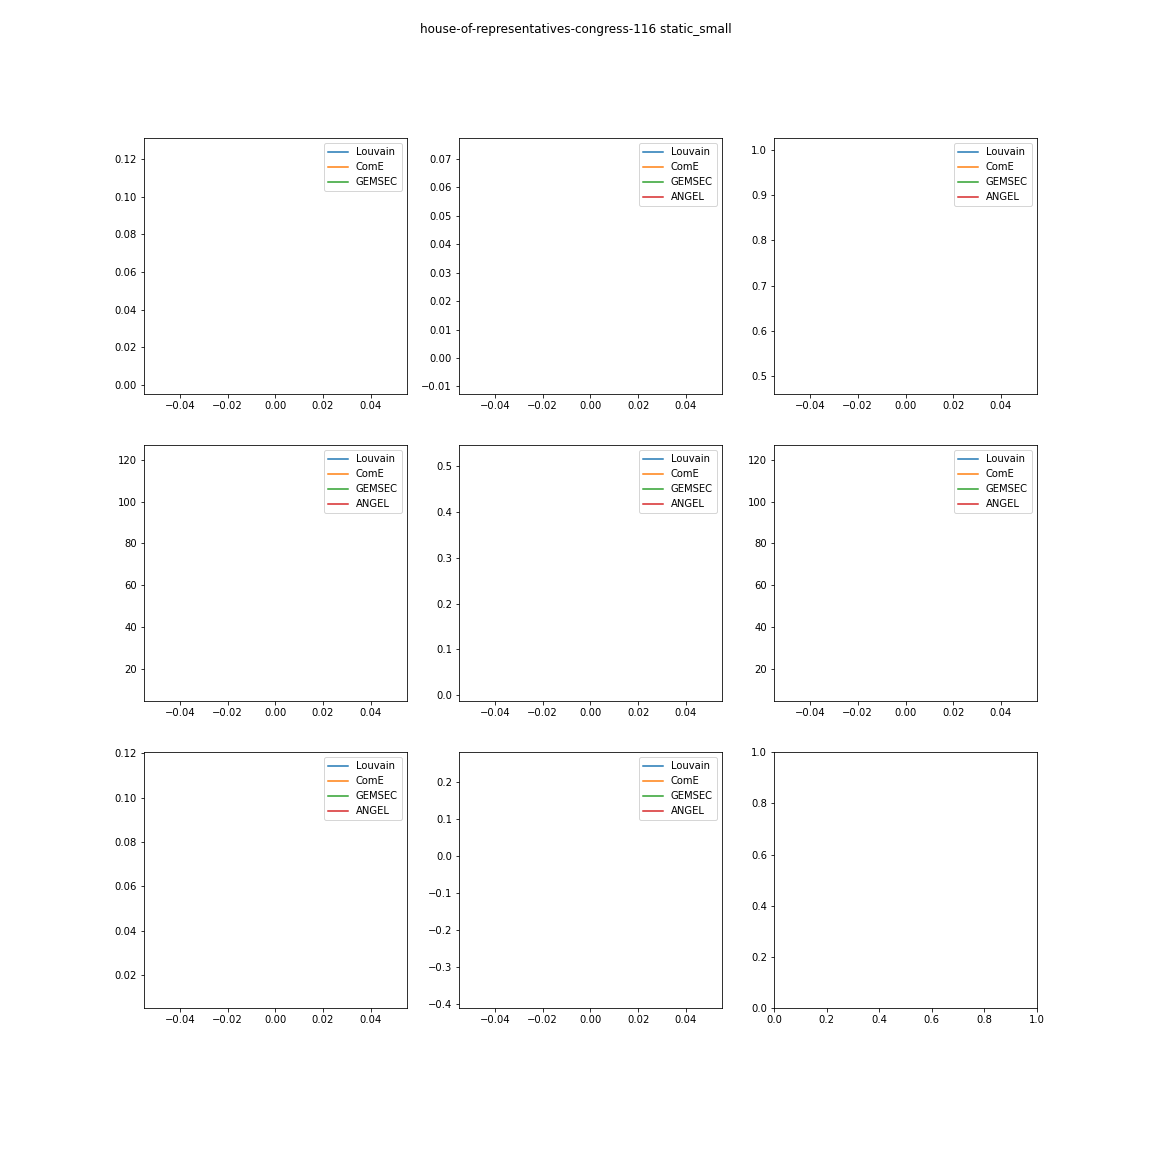 house-of-representatives-congress-116 static_small
0.12
0.10
0.08
0.06
0.04
0.02
0.00
−0.04 −0.02 0.00 0.02 0.04
Louvain
ComE
GEMSEC
0.07
0.06
0.05
0.04
0.03
0.02
0.01
0.00
−0.01
−0.04 −0.02 0.00 0.02 0.04
Louvain
ComE
GEMSEC
ANGEL
1.0
0.9
0.8
0.7
0.6
0.5
−0.04 −0.02 0.00 0.02 0.04
Louvain
ComE
GEMSEC
ANGEL
120
100
80
60
40
20
−0.04 −0.02 0.00 0.02 0.04
Louvain
ComE
GEMSEC
ANGEL
0.5
0.4
0.3
0.2
0.1
0.0
−0.04 −0.02 0.00 0.02 0.04
Louvain
ComE
GEMSEC
ANGEL
120
100
80
60
40
20
−0.04 −0.02 0.00 0.02 0.04
Louvain
ComE
GEMSEC
ANGEL
0.12
0.10
0.08
0.06
0.04
0.02
−0.04 −0.02 0.00 0.02 0.04
Louvain
ComE
GEMSEC
ANGEL
0.2
0.1
0.0
−0.1
−0.2
−0.3
−0.4
−0.04 −0.02 0.00 0.02 0.04
Louvain
ComE
GEMSEC
ANGEL
1.0
0.8
0.6
0.4
0.2
0.0
0.0 0.2 0.4 0.6 0.8 1.0